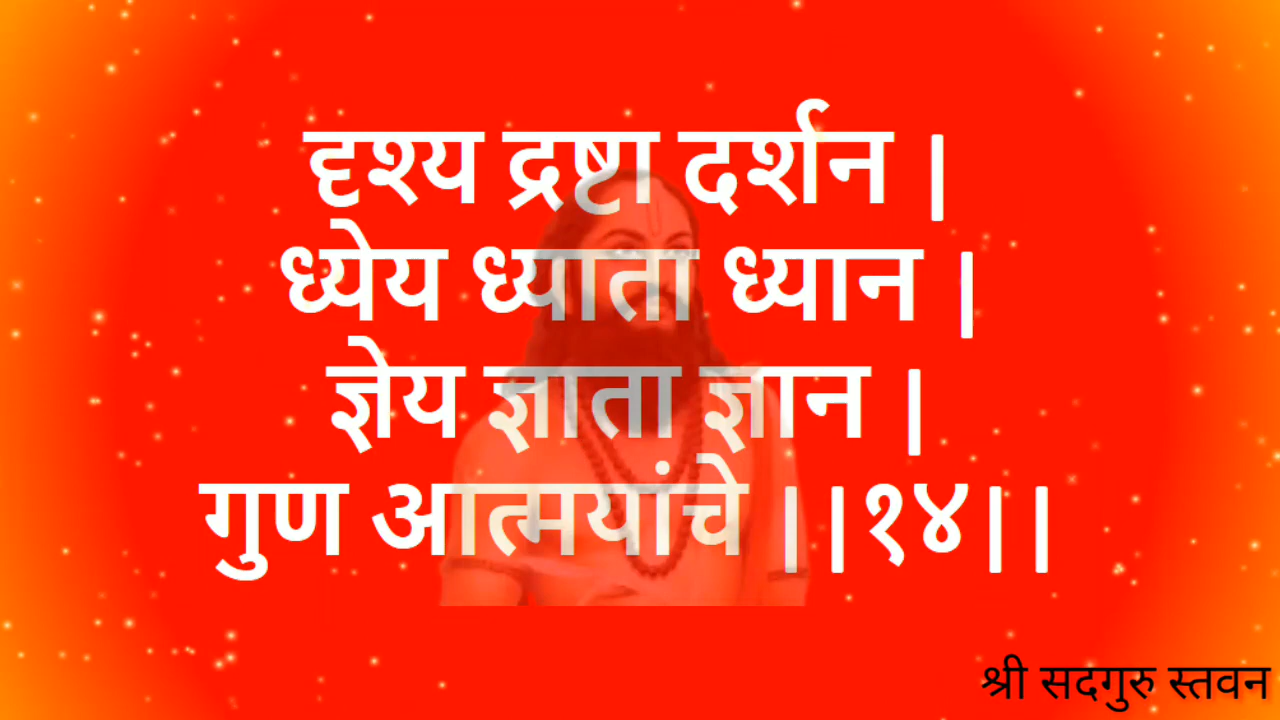 दृश्य द्रष्टा दर्शन |
ध्येय ध्याता ध्यान |
ज्ञेय ज्ञाता ज्ञान |
गुण आत्मयांचे ||१४||
श्री सदगुरु स्तवन